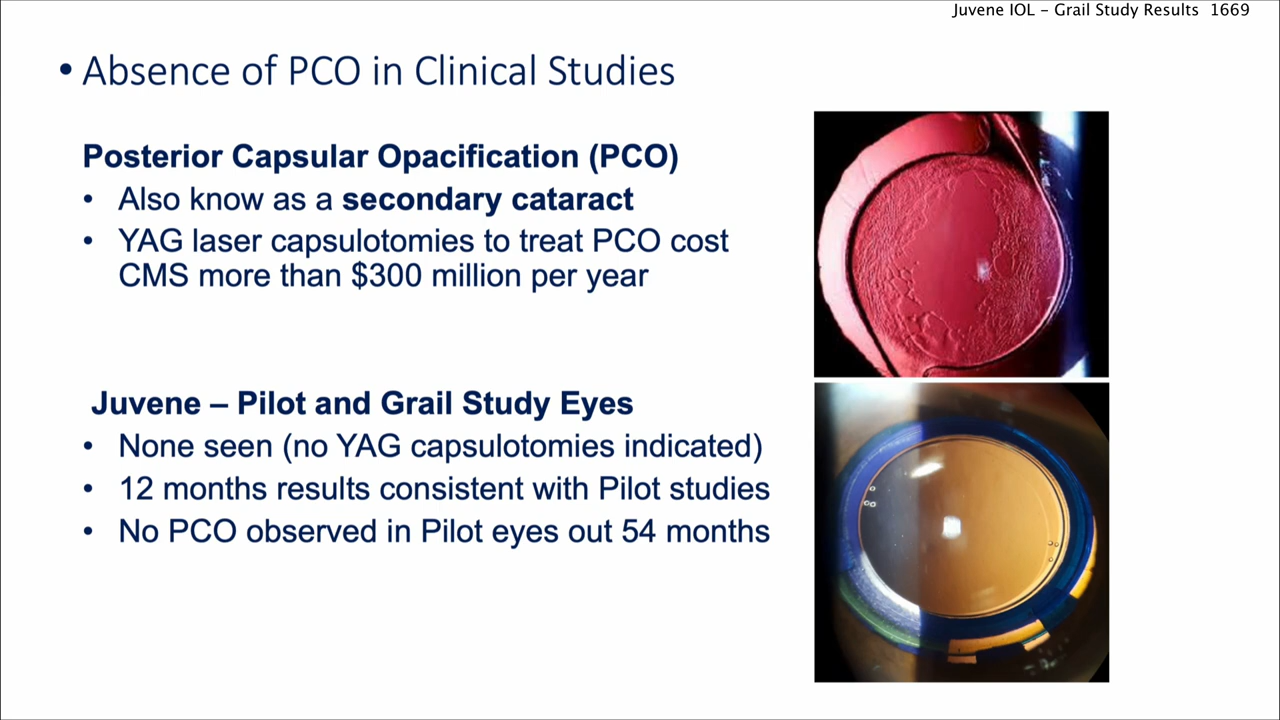 Juvene IOL – Grail Study Results 1669
• Absence of PCO in Clinical Studies
Posterior Capsular Opacification (PCO)
• Also know as a secondary cataract
• YAG laser capsulotomies to treat PCO cost
CMS more than $300 million per year
Juvene – Pilot and Grail Study Eyes
• None seen (no YAG capsulotomies indicated)
• 12 months results consistent with Pilot studies
• No PCO observed in Pilot eyes out 54 months